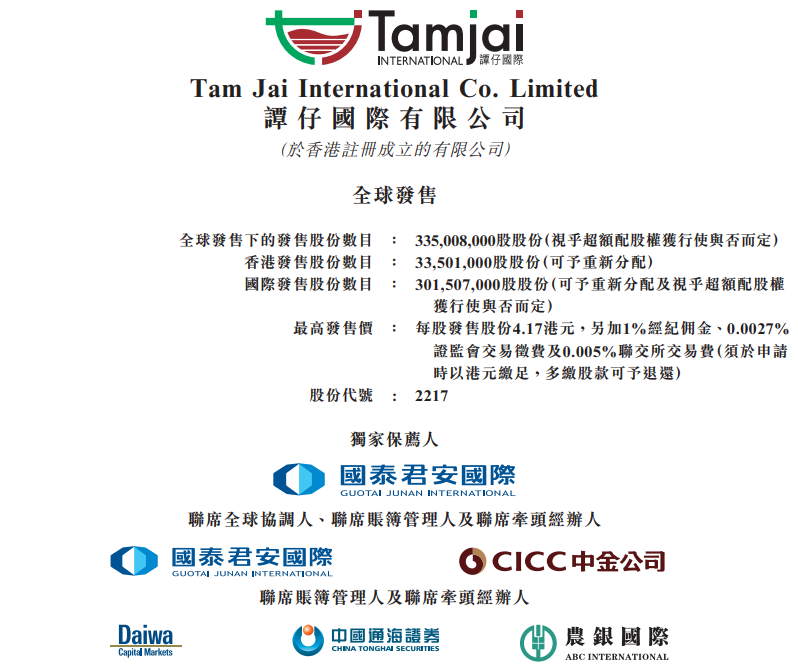 Tamjai
INTERNATIONAL 譚仔國際
Tam Jai International Co. Limited
譚仔國際有限公司
(於香港註冊成立的有限公司)
全球發售
全球發售下的發售股份數目 : 335,008,000股股份(視乎超額配股權獲行使與否而定)
香港發售股份數目 : 33,501,000股股份(可予重新分配)
國際發售股份數目 : 301,507,000股股份(可予重新分配及視乎超額配股權
獲行使與否而定)
最高發售價 : 每股發售股份4.17港元，另加1%經紀佣金、0.0027%
證監會交易徵費及0.005%聯交所交易費(須於申請
時以港元繳足，多繳股款可予退還)
股份代號 : 2217
獨家保薦人
國泰君安國際
GUOTAI JUNAN INTERNATIONAL
聯席全球協調人、聯席賬簿管理人及聯席牽頭經辦人
國泰君安國際 CICC中金公司
GUOTAI JUNAN INTERNATIONAL
聯席賬簿管理人及聯席牽頭經辦人
Daiwa 中國通海證券 農銀國際
Capital Markets CHINA TONGHAI SECURITIES ABC INTERNATIONAL